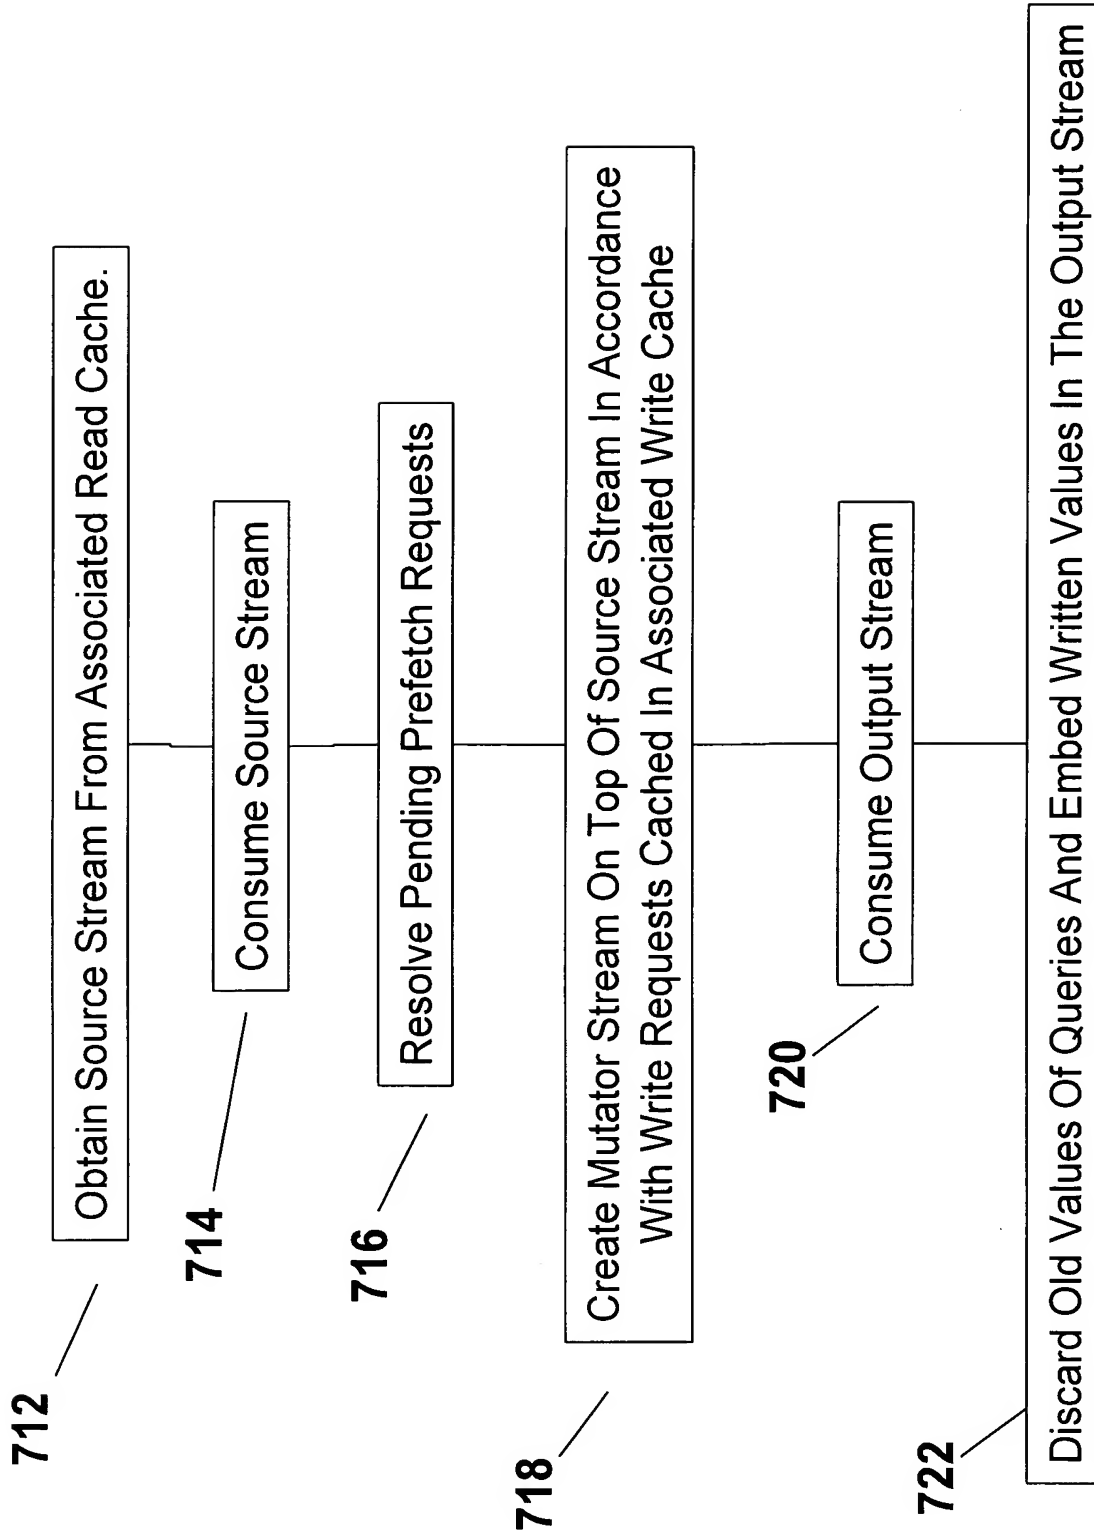 712
Obtain Source Stream From Associated Read Cache.
714
Consume Source Stream
716
Resolve Pending Prefetch Requests
718
Create Mutator Stream On Top Of Source Stream In Accordance
With Write Requests Cached In Associated Write Cache
720
Consume Output Stream
722
Discard Old Values Of Queries And Embed Written Values In The Output Stream